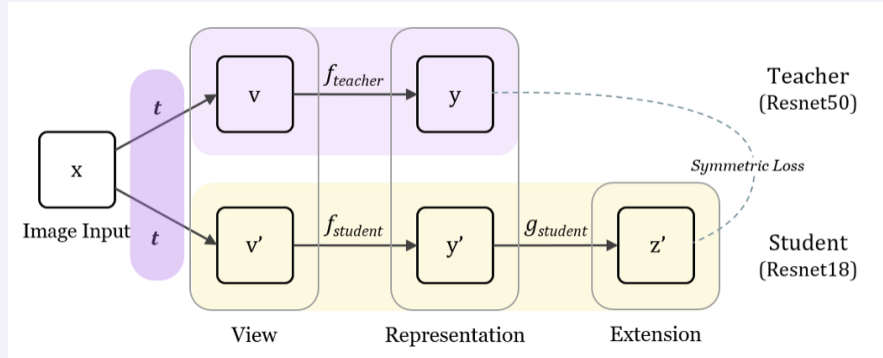 t
v
f_teacher
y
Teacher
(Resnet50)
x
Image Input
Symmetric Loss
t
v'
f_student
y'
g_student
z'
Student
(Resnet18)
View
Representation
Extension